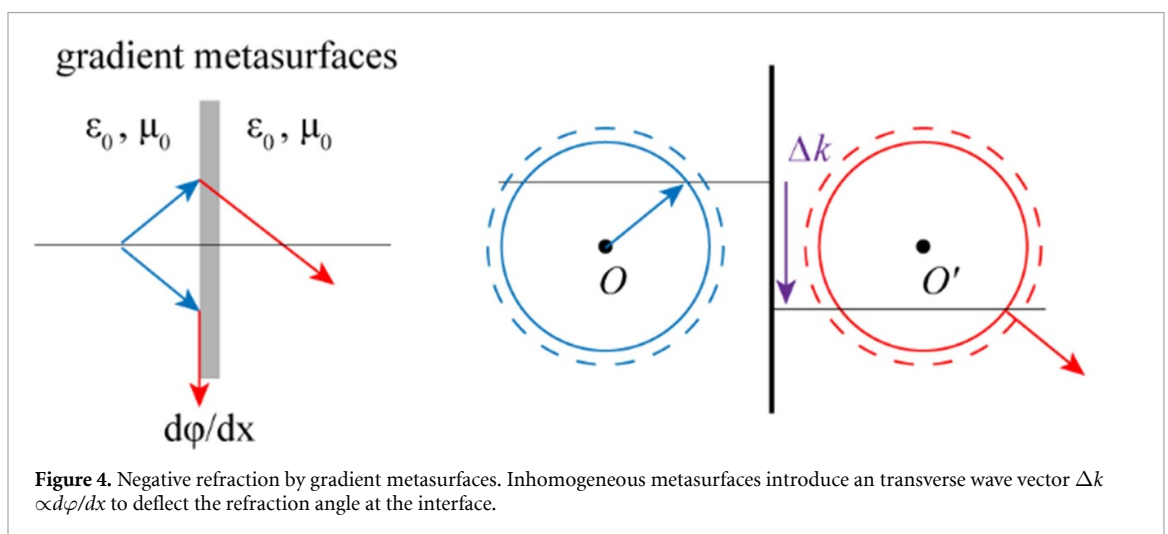 gradient metasurfaces
ε₀, μ₀ ε₀, μ₀
Δk
O O′
dφ/dx
Figure 4. Negative refraction by gradient metasurfaces. Inhomogeneous metasurfaces introduce an transverse wave vector Δk
∝dφ/dx to deflect the refraction angle at the interface.